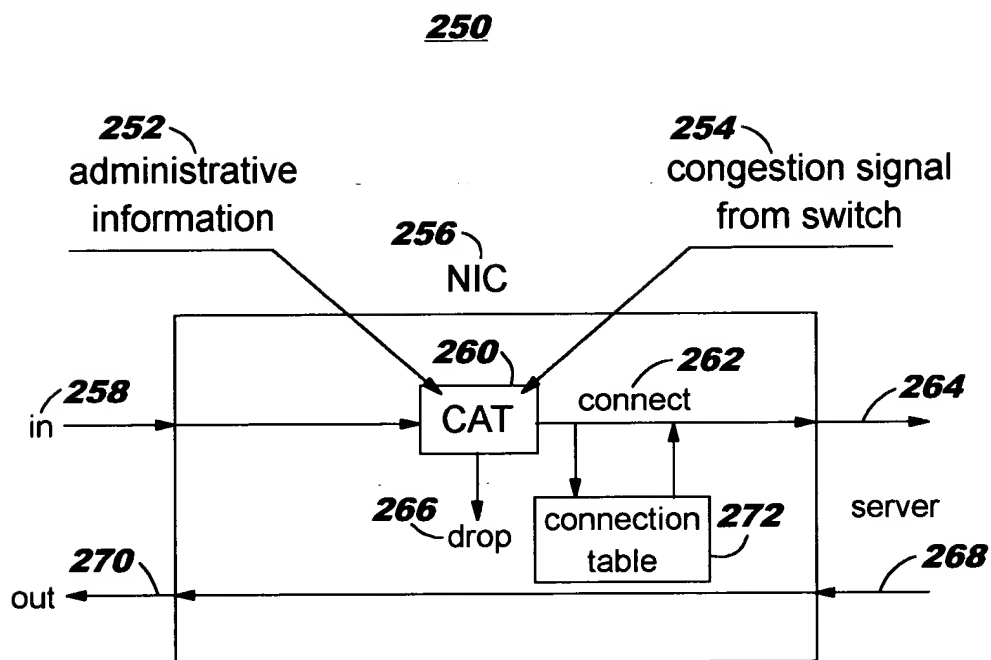 250
252
254
administrative
information
congestion signal
from switch
256
NIC
260
262
258
264
in
CAT
connect
266
drop
connection
table
272
server
270
268
out